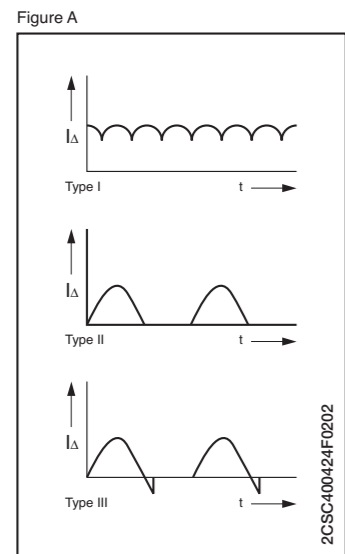 Figure A
IΔ
Type I t
IΔ
Type II t
IΔ
Type III t
2CSC400424F0202